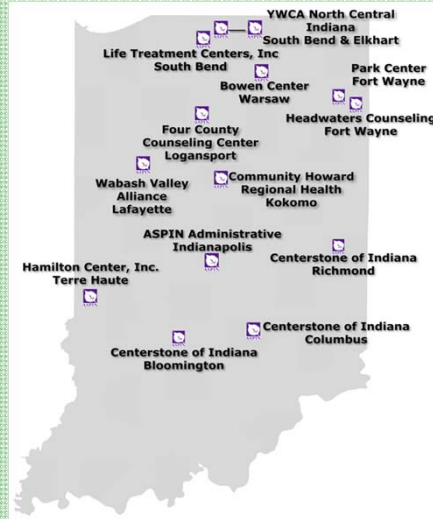 YWCA North Central
Indiana
South Bend & Elkhart
Life Treatment Centers, Inc
South Bend
Park Center
Fort Wayne
Bowen Center
Warsaw
Headwaters Counseling
Fort Wayne
Four County
Counseling Center
Logansport
Wabash Valley
Alliance
Lafayette
Community Howard
Regional Health
Kokomo
ASPIN Administrative
Indianapolis
Centerstone of Indiana
Richmond
Hamilton Center, Inc.
Terre Haute
Centerstone of Indiana
Columbus
Centerstone of Indiana
Bloomington